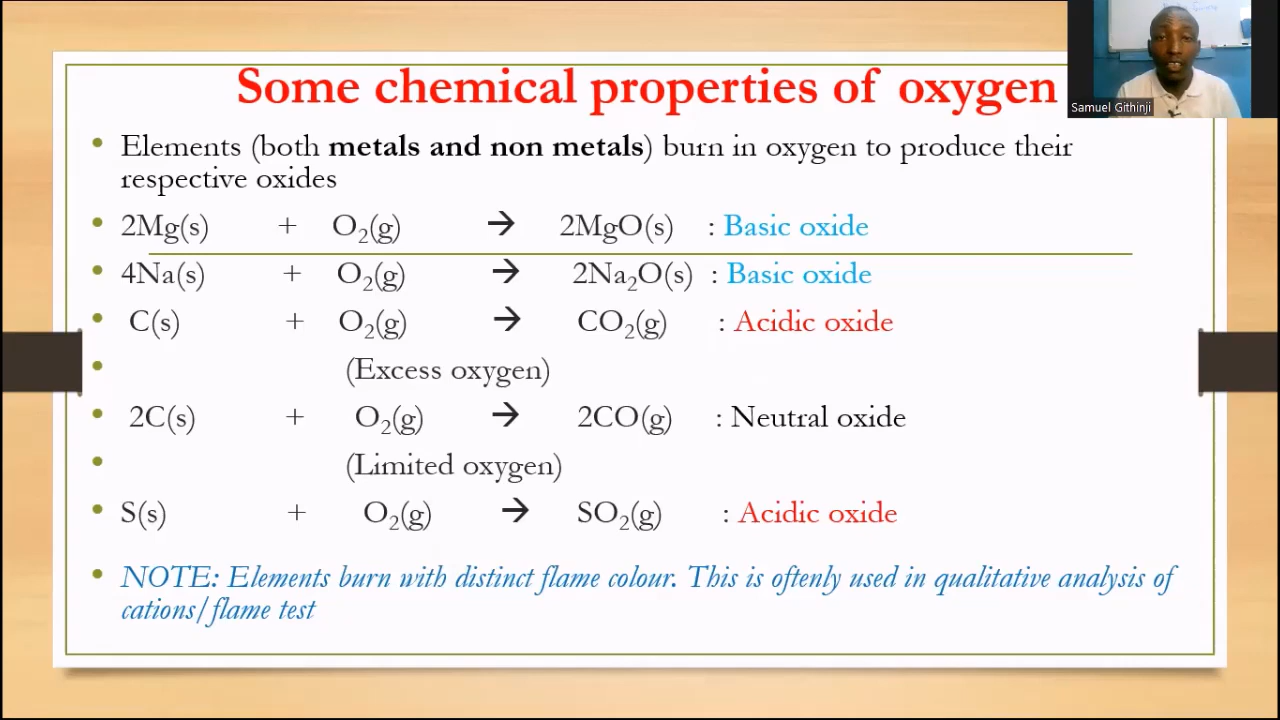 Some chemical properties of oxygen
Samuel Githinji
• Elements (both metals and non metals) burn in oxygen to produce their
respective oxides
• 2Mg(s) + O₂(g) → 2MgO(s) : Basic oxide
• 4Na(s) + O₂(g) → 2Na₂O(s) : Basic oxide
• C(s) + O₂(g) → CO₂(g) : Acidic oxide
• (Excess oxygen)
• 2C(s) + O₂(g) → 2CO(g) : Neutral oxide
• (Limited oxygen)
• S(s) + O₂(g) → SO₂(g) : Acidic oxide
• NOTE: Elements burn with distinct flame colour. This is oftenly used in qualitative analysis of
cations/flame test